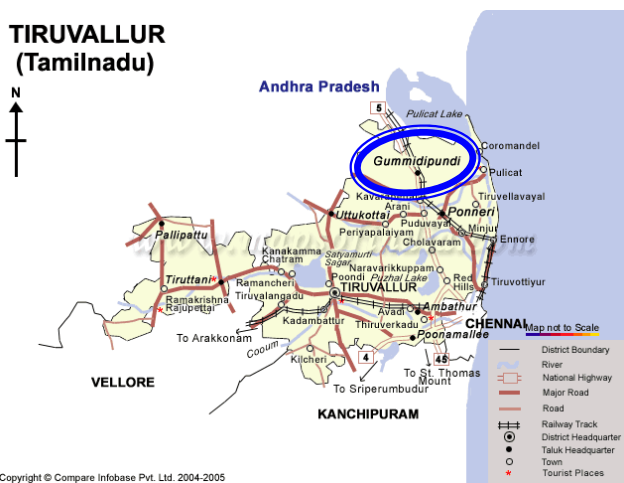 TIRUVALLUR
(Tamilnadu)
N
Andhra Pradesh
5
Pulicat Lake
Coromandel
Gummidipundi
Pulicat
Kavarapettai
Tiruvellavayal
Arani
Uttukottai
Ponneri
Puduvayal
Periyapalaiyam
Minjur
Pallipattu
Ennore
Cholavaram
Kanakamma
Chatram
Satyamurti
Sagar
Naravarikkuppam
Tiruttani
Ramancheri
Poondi
Puzhal Lake
Red
Hills
Tiruvottiyur
TIRUVALLUR
Ramakrishna
Rajupettai
Tiruvalangadu
Avadi
Ambathur
Kadambattur
Thiruverkadu
CHENNAI
Map not to Scale
To Arakkonam
Cooum
Poonamallee
Kilcheri
4
45
To St. Thomas
Mount
VELLORE
To Sriperumbudur
KANCHIPURAM
District Boundary
River
National Highway
Major Road
Road
Railway Track
District Headquarter
Taluk Headquarter
Town
Tourist Places
Copyright © Compare Infobase Pvt. Ltd. 2004-2005